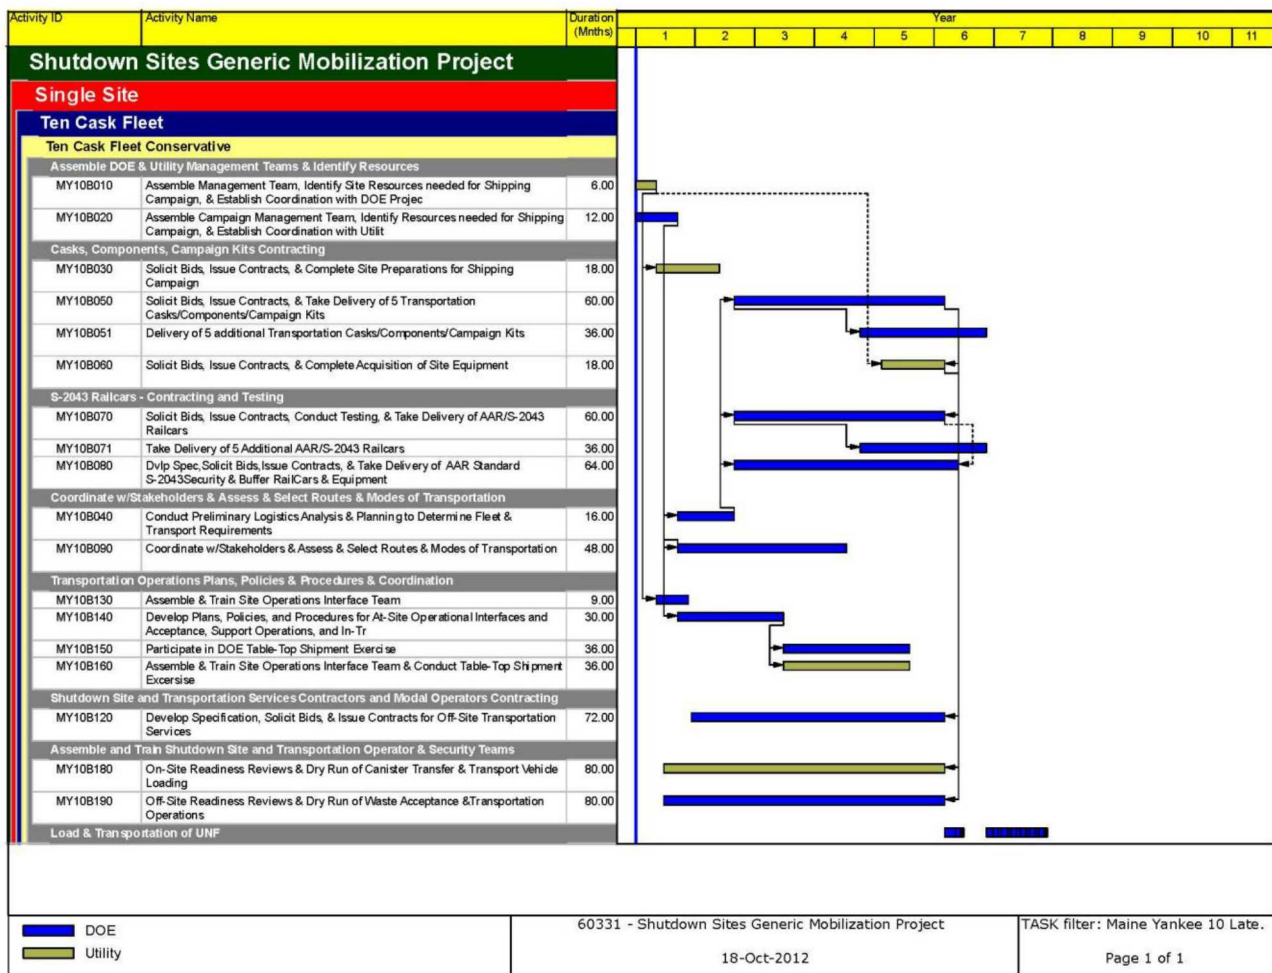 Activity ID Activity Name Duration (Mnths) Year
1 2 3 4 5 6 7 8 9 10 11
Shutdown Sites Generic Mobilization Project
Single Site
Ten Cask Fleet
Ten Cask Fleet Conservative
Assemble DOE & Utility Management Teams & Identify Resources
MY10B010 Assemble Management Team, Identify Site Resources needed for Shipping 6.00
Campaign, & Establish Coordination with DOE Projec
MY10B020 Assemble Campaign Management Team, Identify Resources needed for Shipping 12.00
Campaign, & Establish Coordination with Utilit
Casks, Components, Campaign Kits Contracting
MY10B030 Solicit Bids, Issue Contracts, & Complete Site Preparations for Shipping 18.00
Campaign
MY10B050 Solicit Bids, Issue Contracts, & Take Delivery of 5 Transportation 60.00
Casks/Components/Campaign Kits
MY10B051 Delivery of 5 additional Transportation Casks/Components/Campaign Kits 36.00
MY10B060 Solicit Bids, Issue Contracts, & Complete Acquisition of Site Equipment 18.00
S-2043 Railcars - Contracting and Testing
MY10B070 Solicit Bids, Issue Contracts, Conduct Testing, & Take Delivery of AAR/S-2043 60.00
Railcars
MY10B071 Take Delivery of 5 Additional AAR/S-2043 Railcars 36.00
MY10B080 Dvlp Spec,Solicit Bids,Issue Contracts, & Take Delivery of AAR Standard 64.00
S-2043Security & Buffer RailCars & Equipment
Coordinate w/Stakeholders & Assess & Select Routes & Modes of Transportation
MY10B040 Conduct Preliminary Logistics Analysis & Planning to Determine Fleet & 16.00
Transport Requirements
MY10B090 Coordinate w/Stakeholders & Assess & Select Routes & Modes of Transportation 48.00
Transportation Operations Plans, Policies & Procedures & Coordination
MY10B130 Assemble & Train Site Operations Interface Team 9.00
MY10B140 Develop Plans, Policies, and Procedures for At-Site Operational Interfaces and 30.00
Acceptance, Support Operations, and In-Tr
MY10B150 Participate in DOE Table-Top Shipment Exercise 36.00
MY10B160 Assemble & Train Site Operations Interface Team & Conduct Table-Top Shipment 36.00
Excersise
Shutdown Site and Transportation Services Contractors and Modal Operators Contracting
MY10B120 Develop Specification, Solicit Bids, & Issue Contracts for Off-Site Transportation 72.00
Services
Assemble and Train Shutdown Site and Transportation Operator & Security Teams
MY10B180 On-Site Readiness Reviews & Dry Run of Canister Transfer & Transport Vehicle 80.00
Loading
MY10B190 Off-Site Readiness Reviews & Dry Run of Waste Acceptance &Transportation 80.00
Operations
Load & Transportation of UNF
DOE
Utility
60331 - Shutdown Sites Generic Mobilization Project
18-Oct-2012
TASK filter: Maine Yankee 10 Late.
Page 1 of 1